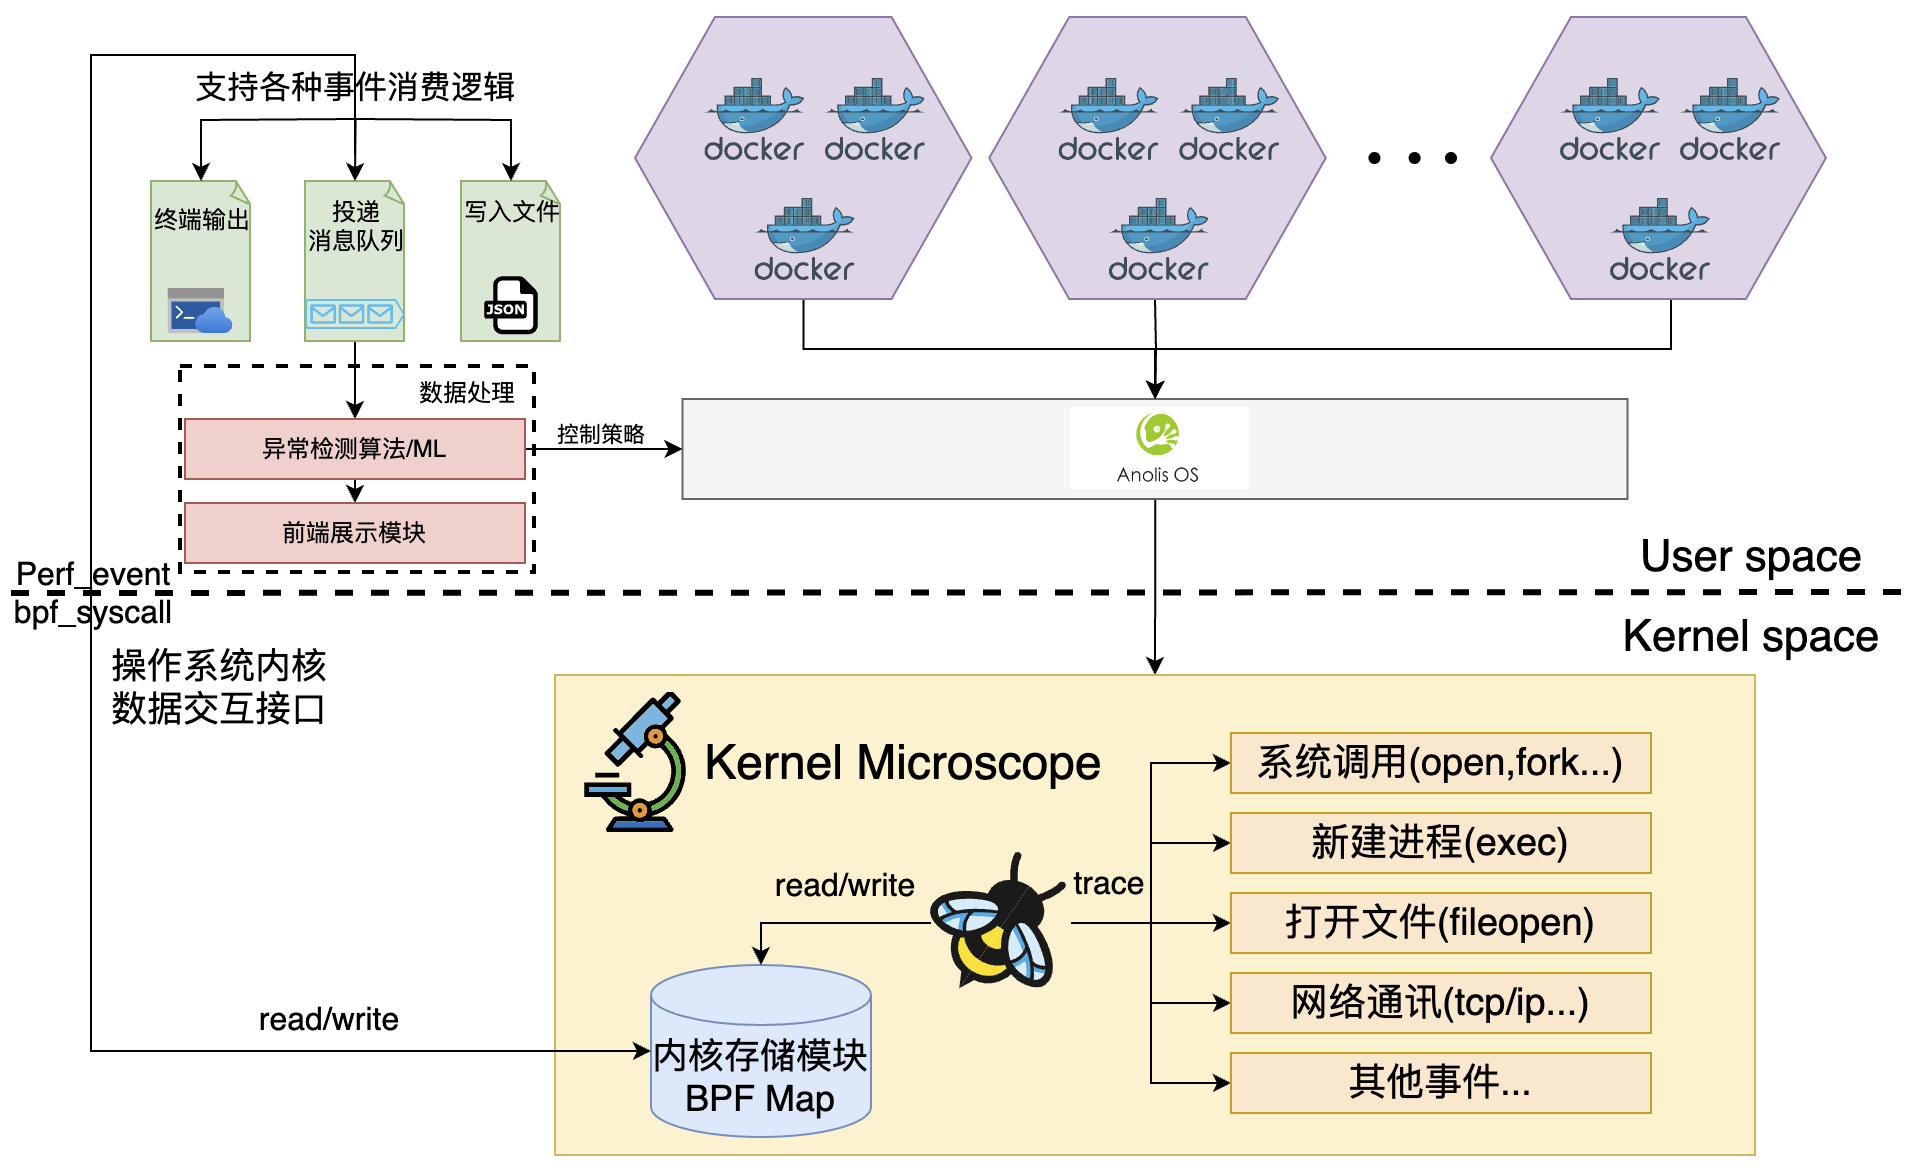 支持各种事件消费逻辑
终端输出
投递
消息队列
写入文件
JSON
docker
docker
docker
docker
docker
docker
docker
docker
docker
数据处理
异常检测算法/ML
控制策略
前端展示模块
Anolis OS
User space
Perf_event
bpf_syscall
Kernel space
操作系统内核
数据交互接口
Kernel Microscope
系统调用(open,fork...)
新建进程(exec)
read/write
trace
打开文件(fileopen)
网络通讯(tcp/ip...)
read/write
内核存储模块
BPF Map
其他事件...